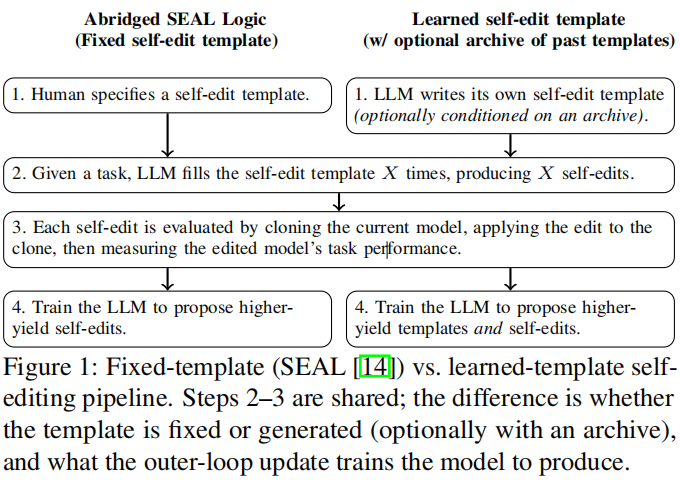 Abridged SEAL Logic
(Fixed self-edit template)
Learned self-edit template
(w/ optional archive of past templates)
1. Human specifies a self-edit template.
1. LLM writes its own self-edit template
(optionally conditioned on an archive).
2. Given a task, LLM fills the self-edit template X times, producing X self-edits.
3. Each self-edit is evaluated by cloning the current model, applying the edit to the
clone, then measuring the edited model's task performance.
4. Train the LLM to propose higher-
yield self-edits.
4. Train the LLM to propose higher-
yield templates and self-edits.
Figure 1: Fixed-template (SEAL [14]) vs. learned-template self-
editing pipeline. Steps 2–3 are shared; the difference is whether
the template is fixed or generated (optionally with an archive),
and what the outer-loop update trains the model to produce.